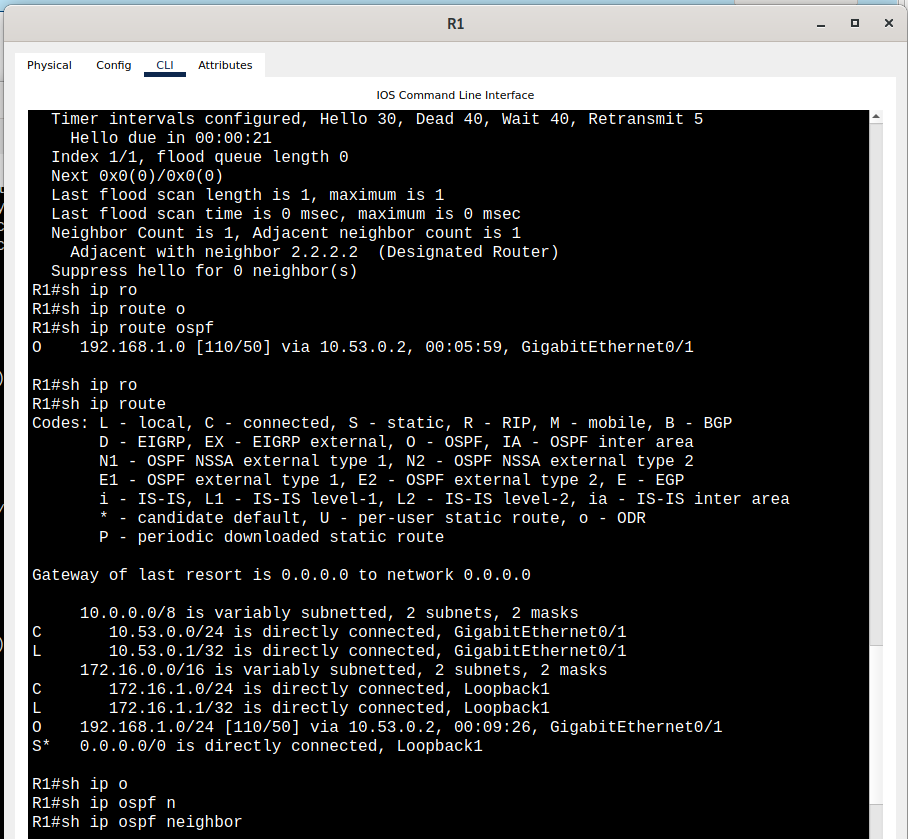 R1
Physical Config CLI Attributes
IOS Command Line Interface
Timer intervals configured, Hello 30, Dead 40, Wait 40, Retransmit 5
Hello due in 00:00:21
Index 1/1, flood queue length 0
Next 0x0(0)/0x0(0)
Last flood scan length is 1, maximum is 1
Last flood scan time is 0 msec, maximum is 0 msec
Neighbor Count is 1, Adjacent neighbor count is 1
Adjacent with neighbor 2.2.2.2  (Designated Router)
Suppress hello for 0 neighbor(s)
R1#sh ip ro
R1#sh ip route o
R1#sh ip route ospf
O    192.168.1.0 [110/50] via 10.53.0.2, 00:05:59, GigabitEthernet0/1
R1#sh ip ro
R1#sh ip route
Codes: L - local, C - connected, S - static, R - RIP, M - mobile, B - BGP
D - EIGRP, EX - EIGRP external, O - OSPF, IA - OSPF inter area
N1 - OSPF NSSA external type 1, N2 - OSPF NSSA external type 2
E1 - OSPF external type 1, E2 - OSPF external type 2, E - EGP
i - IS-IS, L1 - IS-IS level-1, L2 - IS-IS level-2, ia - IS-IS inter area
* - candidate default, U - per-user static route, o - ODR
P - periodic downloaded static route
Gateway of last resort is 0.0.0.0 to network 0.0.0.0
10.0.0.0/8 is variably subnetted, 2 subnets, 2 masks
C       10.53.0.0/24 is directly connected, GigabitEthernet0/1
L       10.53.0.1/32 is directly connected, GigabitEthernet0/1
172.16.0.0/16 is variably subnetted, 2 subnets, 2 masks
C       172.16.1.0/24 is directly connected, Loopback1
L       172.16.1.1/32 is directly connected, Loopback1
O    192.168.1.0/24 [110/50] via 10.53.0.2, 00:09:26, GigabitEthernet0/1
S*   0.0.0.0/0 is directly connected, Loopback1
R1#sh ip o
R1#sh ip ospf n
R1#sh ip ospf neighbor